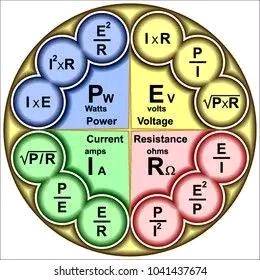 E²/R
I²xR
IxE
P W
Watts
Power
IxR
P/I
√PxR
E V
volts
Voltage
Current
amps
I A
√P/R
P/E
E/R
Resistance
ohms
R Ω
E/I
E²/P
P/I²
shutterstock.com · 1041437674